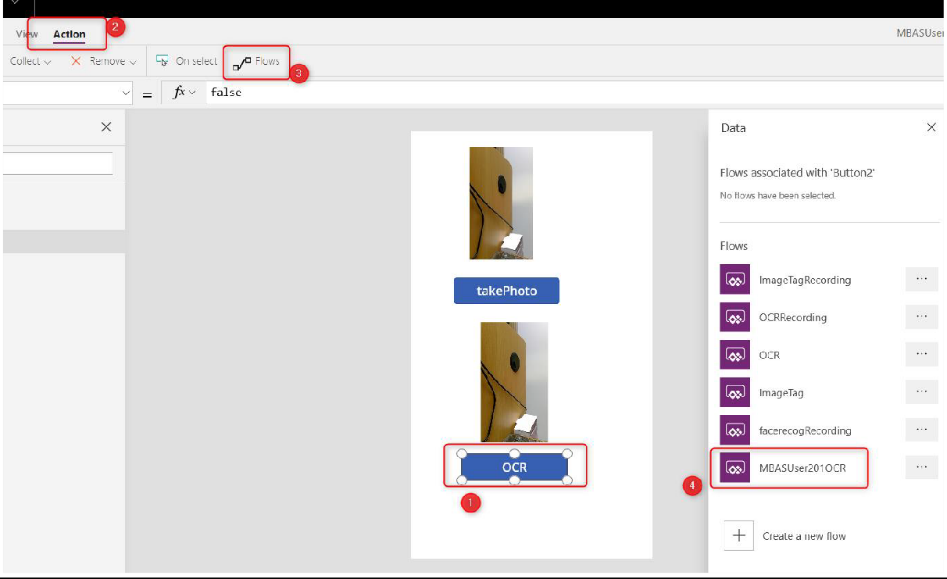 View Action 2
MBASUser
Collect Remove On select Flows 3
= fx false
Data
Flows associated with 'Button2'
No flows have been selected.
Flows
ImageTagRecording
takePhoto
OCRRecording
OCR
ImageTag
facerecogRecording
OCR
MBASUser201OCR
4
1
Create a new flow